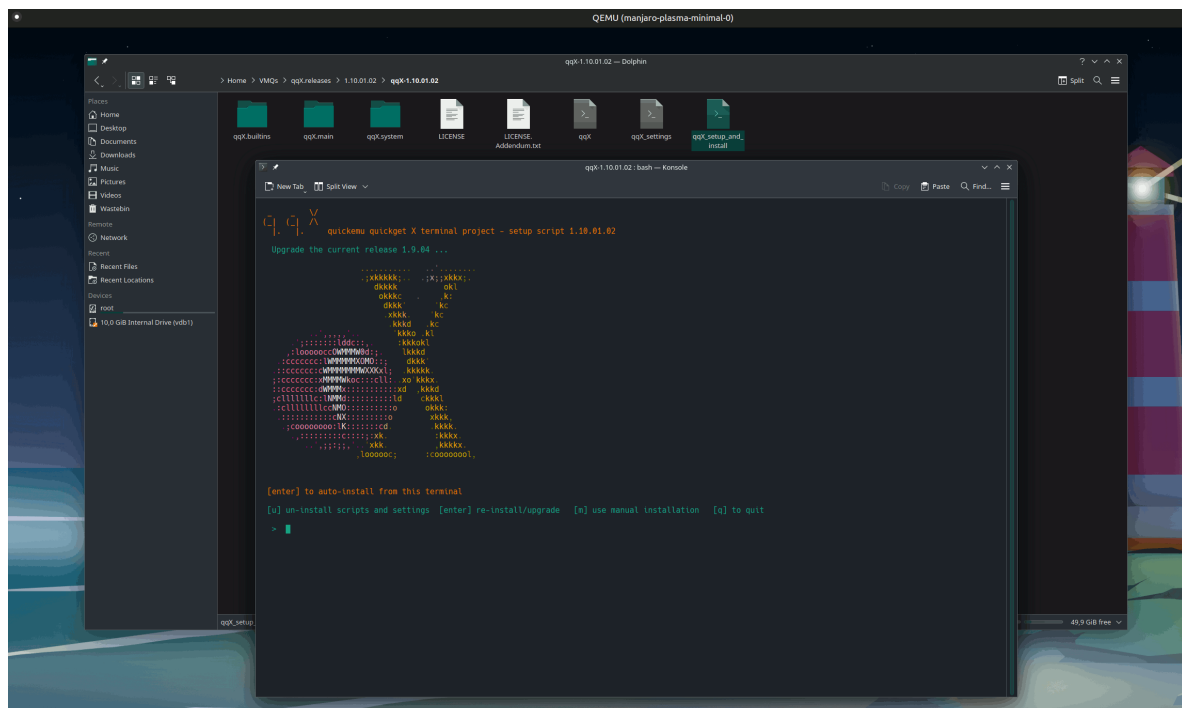 QEMU (manjaro-plasma-minimal-0)
qqX-1.10.01.02 — Dolphin
> Home > VMQs > qqX.releases > 1.10.01.02 > qqX-1.10.01.02
Split
Places
Home
Desktop
Documents
Downloads
Music
Pictures
Videos
Wastebin
Remote
Network
Recent
Recent Files
Recent Locations
Devices
root
10,0 GiB Internal Drive (vdb1)
qqX.builtins
qqX.main
qqX.system
LICENSE
LICENSE.
Addendum.txt
qqX
qqX_settings
qqX_setup_and_
install
qqX-1.10.01.02 : bash — Konsole
New Tab
Split View
Copy
Paste
Find...
quickemu quickget X terminal project - setup script 1.10.01.02
Upgrade the current release 1.9.04 ...
[enter] to auto-install from this terminal
[u] un-install scripts and settings [enter] re-install/upgrade [m] use manual installation [q] to quit
>
qqX_setup_
49,9 GiB free